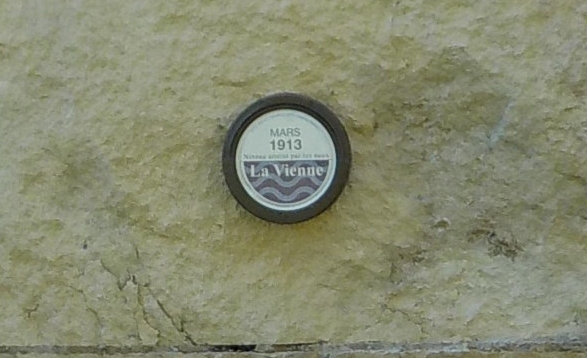 MARS
1913
Niveau atteint par les eaux
La Vienne